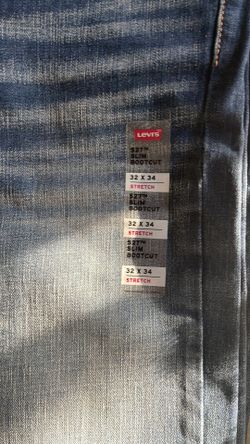 Levi's
527™
SLIM
BOOTCUT
32 X 34
STRETCH
527™
SLIM
BOOTCUT
32 X 34
STRETCH
527™
SLIM
BOOTCUT
32 X 34
STRETCH